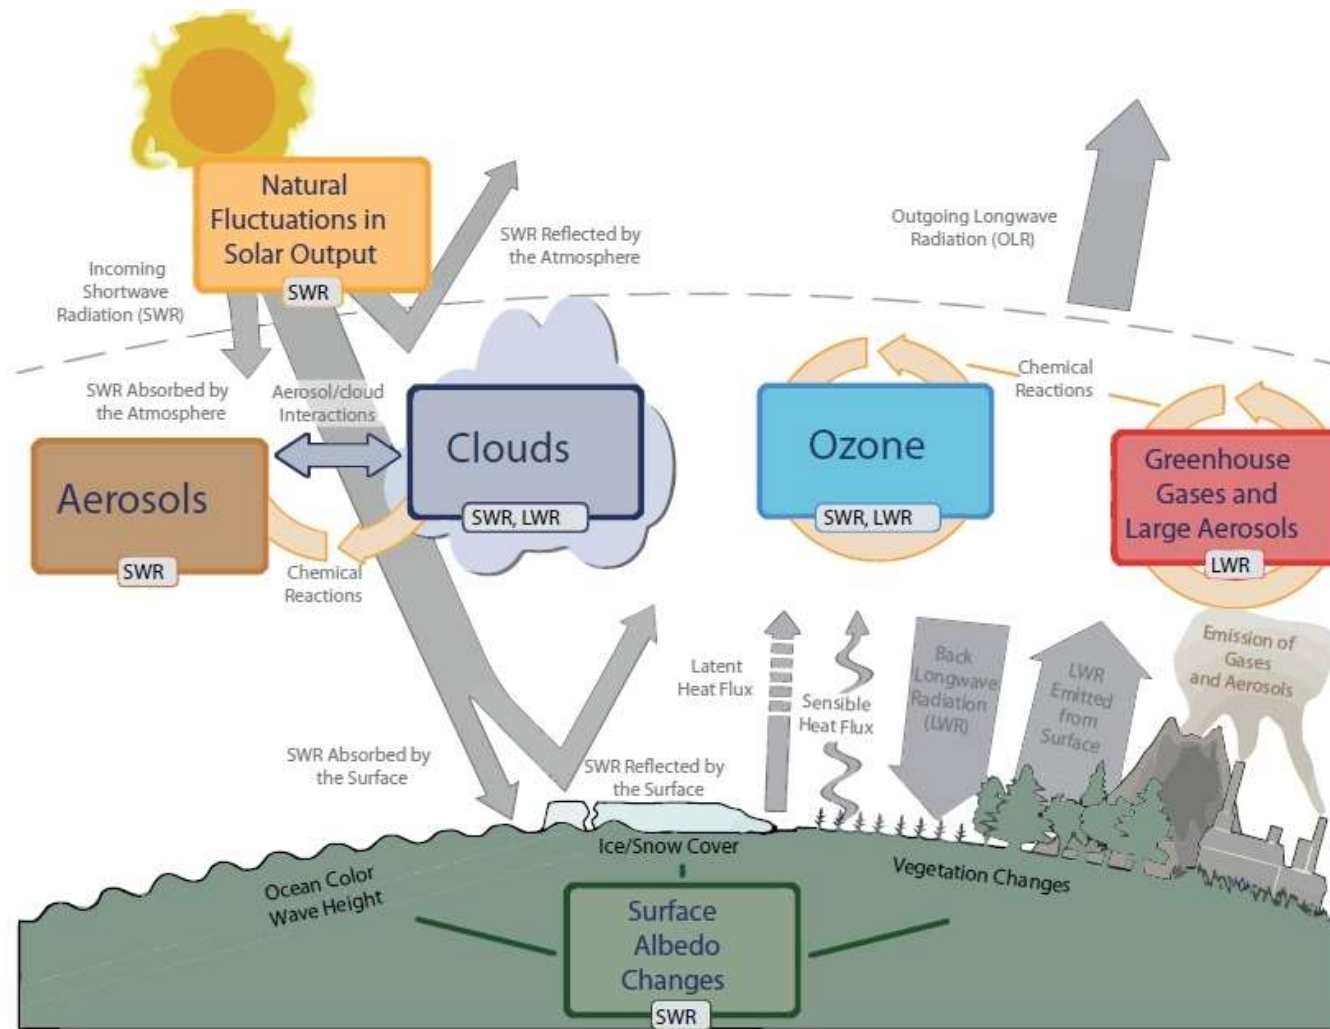 Natural
Fluctuations in
Solar Output
SWR
Incoming
Shortwave
Radiation (SWR)
SWR Reflected by
the Atmosphere
Outgoing Longwave
Radiation (OLR)
SWR Absorbed by
the Atmosphere
Aerosol/cloud
Interactions
Chemical
Reactions
Aerosols
SWR
Clouds
SWR, LWR
Ozone
SWR, LWR
Greenhouse
Gases and
Large Aerosols
LWR
Chemical
Reactions
Emission of
Gases
and Aerosols
Latent
Heat Flux
Sensible
Heat Flux
Back
Longwave
Radiation
(LWR)
LWR
Emitted
from
Surface
SWR Absorbed by
the Surface
SWR Reflected by
the Surface
Ice/Snow Cover
Ocean Color
Wave Height
Vegetation Changes
Surface
Albedo
Changes
SWR